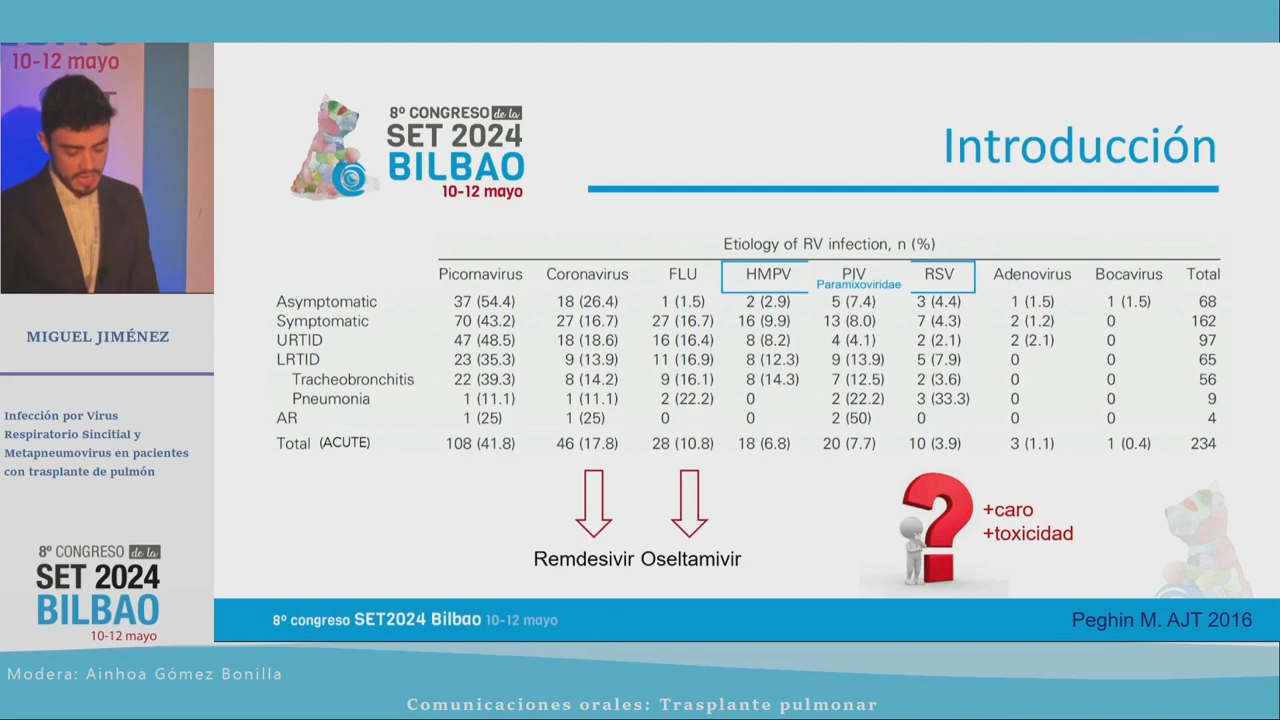 10-12 mayo
MIGUEL JIMÉNEZ
Infección por Virus
Respiratorio Sincitial y
Metapneumovirus en pacientes
con trasplante de pulmón
8º CONGRESO de la
SET 2024
BILBAO
10-12 mayo
8º CONGRESO de la
SET 2024
BILBAO
10-12 mayo
Introducción
Etiology of RV infection, n (%)
Picornavirus Coronavirus FLU HMPV PIV RSV Adenovirus Bocavirus Total
Paramixoviridae
Asymptomatic 37 (54.4) 18 (26.4) 1 (1.5) 2 (2.9) 5 (7.4) 3 (4.4) 1 (1.5) 1 (1.5) 68
Symptomatic 70 (43.2) 27 (16.7) 27 (16.7) 16 (9.9) 13 (8.0) 7 (4.3) 2 (1.2) 0 162
URTID 47 (48.5) 18 (18.6) 16 (16.4) 8 (8.2) 4 (4.1) 2 (2.1) 2 (2.1) 0 97
LRTID 23 (35.3) 9 (13.9) 11 (16.9) 8 (12.3) 9 (13.9) 5 (7.9) 0 0 65
Tracheobronchitis 22 (39.3) 8 (14.2) 9 (16.1) 8 (14.3) 7 (12.5) 2 (3.6) 0 0 56
Pneumonia 1 (11.1) 1 (11.1) 2 (22.2) 0 2 (22.2) 3 (33.3) 0 0 9
AR 1 (25) 1 (25) 0 0 2 (50) 0 0 0 4
Total (ACUTE) 108 (41.8) 46 (17.8) 28 (10.8) 18 (6.8) 20 (7.7) 10 (3.9) 3 (1.1) 1 (0.4) 234
Remdesivir Oseltamivir
+caro
+toxicidad
8º congreso SET2024 Bilbao 10-12 mayo
Peghin M. AJT 2016
Modera: Ainhoa Gómez Bonilla
Comunicaciones orales: Trasplante pulmonar